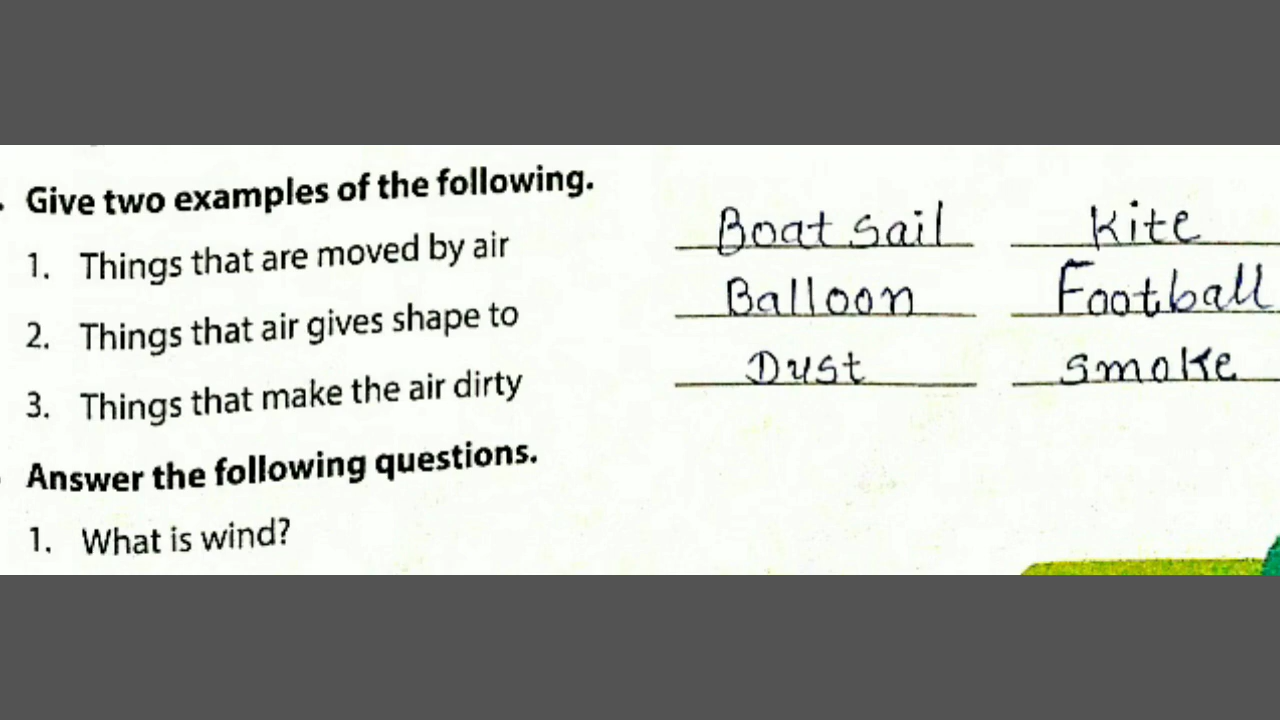 Give two examples of the following.
1. Things that are moved by air Boat sail Kite
2. Things that air gives shape to Balloon Football
3. Things that make the air dirty Dust Smoke
Answer the following questions.
1. What is wind?